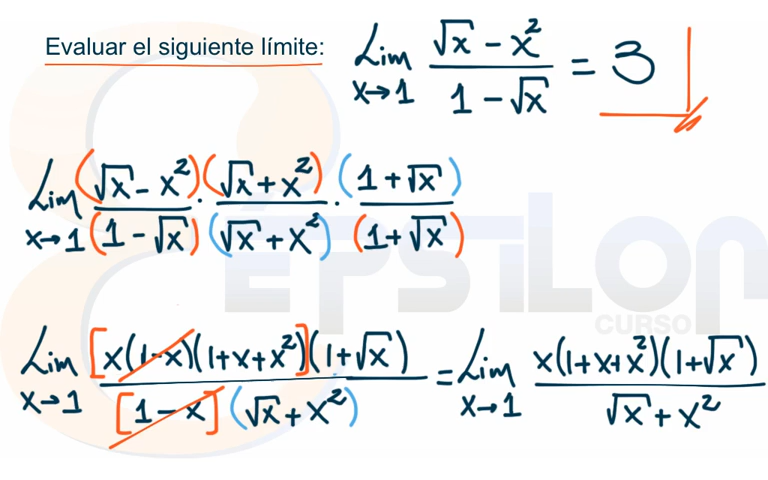 Evaluar el siguiente límite: Lim x→1 (√x − x²)/(1 − √x) = 3
Lim x→1 (√x − x²)/(1 − √x) · (√x + x²)/(√x + x²) · (1 + √x)/(1 + √x)
Lim x→1 [x(1−x)(1+x+x²)](1+√x)/[1−x](√x + x²) = Lim x→1 x(1+x+x²)(1+√x)/√x + x²
EPSILON
CURSO